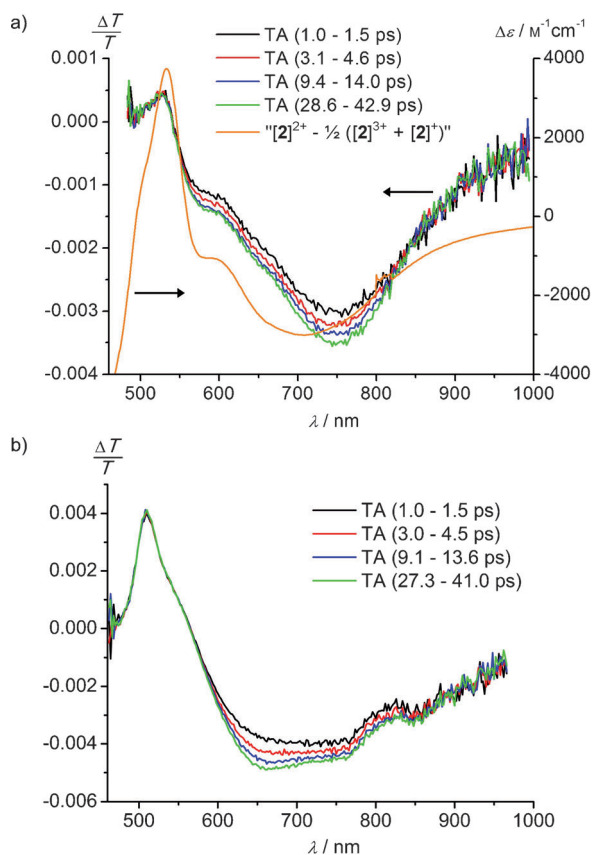 a)
ΔT/T
Δε / M⁻¹cm⁻¹
TA (1.0 - 1.5 ps)
TA (3.1 - 4.6 ps)
TA (9.4 - 14.0 ps)
TA (28.6 - 42.9 ps)
"[2]²⁺ - ½ ([2]³⁺ + [2]⁺)"
0.001
0.000
-0.001
-0.002
-0.003
-0.004
4000
2000
0
-2000
-4000
500 600 700 800 900 1000
λ / nm
b)
ΔT/T
TA (1.0 - 1.5 ps)
TA (3.0 - 4.5 ps)
TA (9.1 - 13.6 ps)
TA (27.3 - 41.0 ps)
0.004
0.002
0.000
-0.002
-0.004
-0.006
500 600 700 800 900 1000
λ / nm